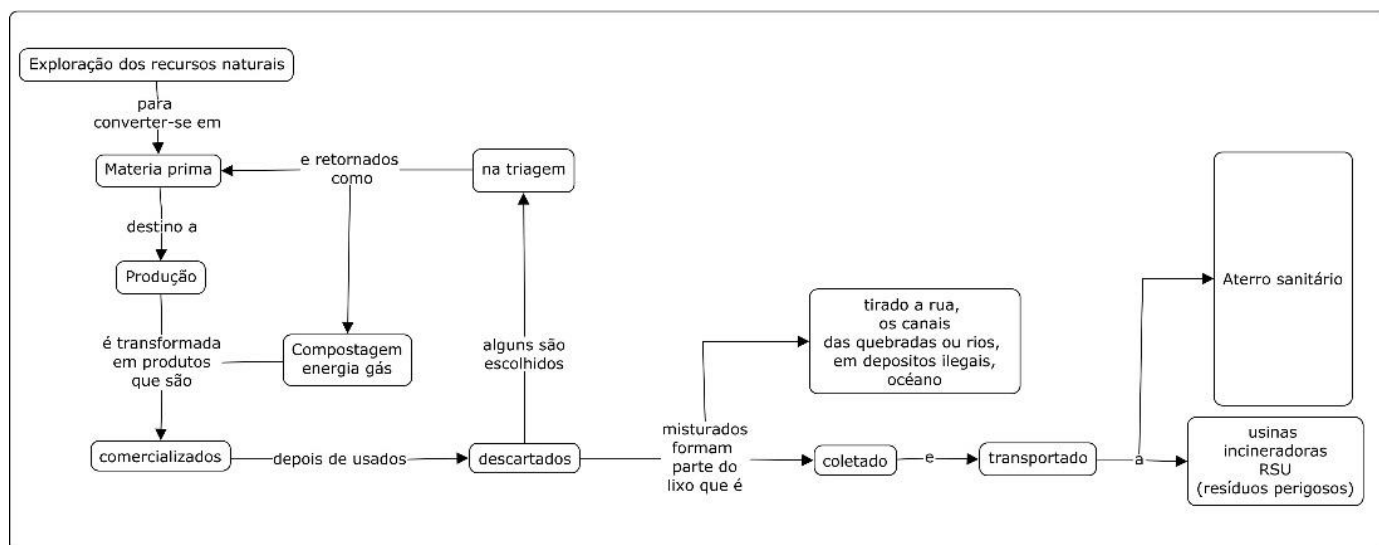 Exploração dos recursos naturais
para
converter-se em
Materia prima
e retornados
como
na triagem
destino a
Produção
é transformada
em produtos
que são
Compostagem
energia gás
alguns são
escolhidos
comercializados
depois de usados
descartados
misturados
formam
parte do
lixo que é
tirado a rua,
os canais
das quebradas ou rios,
em depositos ilegais,
océano
coletado
e
transportado
a
Aterro sanitário
usinas
incineradoras
RSU
(resíduos perigosos)